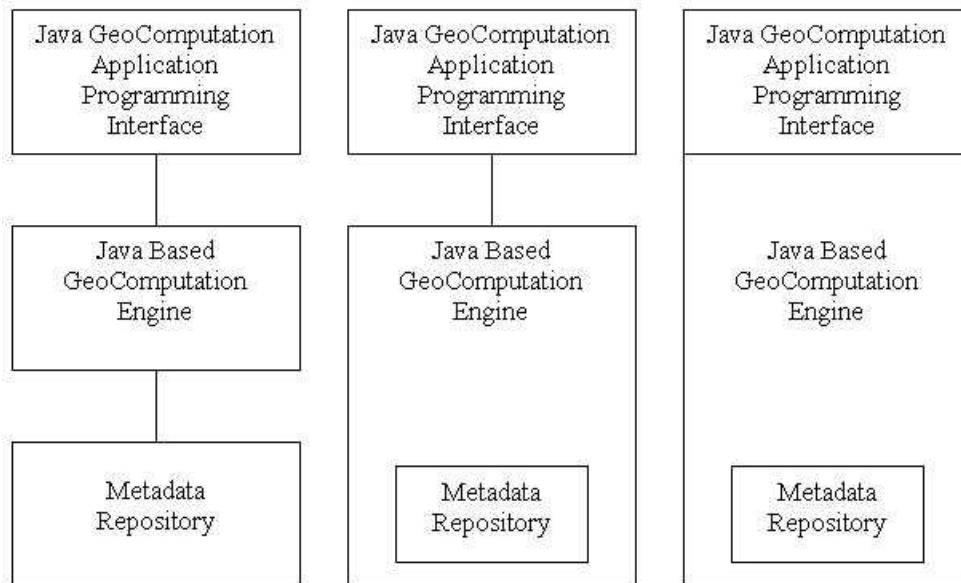 Java GeoComputation
Application
Programming
Interface
Java Based
GeoComputation
Engine
Metadata
Repository
Java GeoComputation
Application
Programming
Interface
Java Based
GeoComputation
Engine
Metadata
Repository
Java GeoComputation
Application
Programming
Interface
Java Based
GeoComputation
Engine
Metadata
Repository